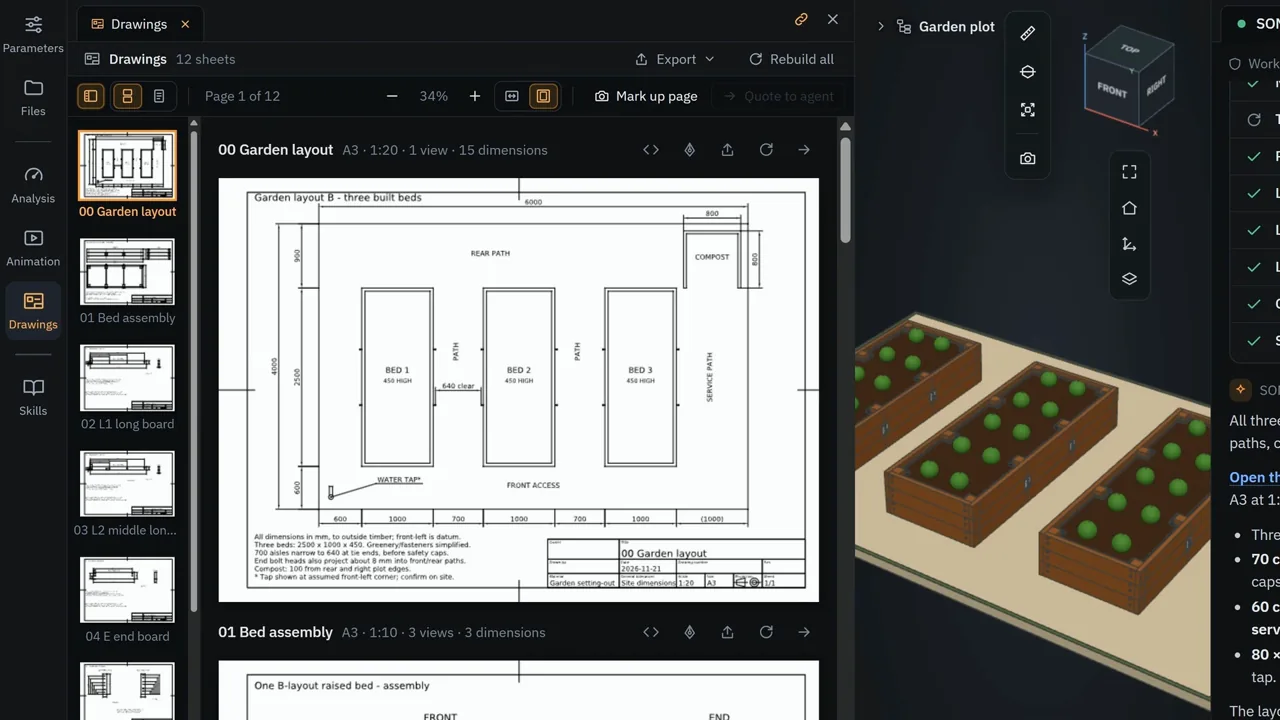 Parameters
Files
Analysis
Animation
Drawings
Skills
Drawings
Drawings 12 sheets
Export
Rebuild all
Page 1 of 12
34%
Mark up page
Quote to agent
00 Garden layout
01 Bed assembly
02 L1 long board
03 L2 middle lon...
04 E end board
00 Garden layout A3 · 1:20 · 1 view · 15 dimensions
Garden layout B - three built beds
6000
800
REAR PATH
COMPOST
800
900
4000
2500
PATH
PATH
BED 1
450 HIGH
BED 2
450 HIGH
BED 3
450 HIGH
640 clear
SERVICE PATH
WATER TAP*
FRONT ACCESS
600
600
1000
700
1000
700
1000
(1000)
All dimensions in mm, to outside timber; front-left is datum.
Three beds: 2500 x 1000 x 450. Greenery/fasteners simplified.
700 aisles narrow to 640 at tie ends, before safety caps.
End bolt heads also project about 8 mm into front/rear paths.
Compost: 100 from rear and right plot edges.
* Tap shown at assumed front-left corner; confirm on site.
00 Garden layout
2026-11-21
Garden setting-out
Site dimensions
1:20
A3
1/1
01 Bed assembly A3 · 1:10 · 3 views · 3 dimensions
One B-layout raised bed - assembly
FRONT
END
Garden plot
TOP
FRONT
RIGHT
Z
Y
X
SON
Work
All thre
paths, c
Open th
A3 at 1:
Thre
70 c
caps
60 c
serv
80 ×
tap.
The lay